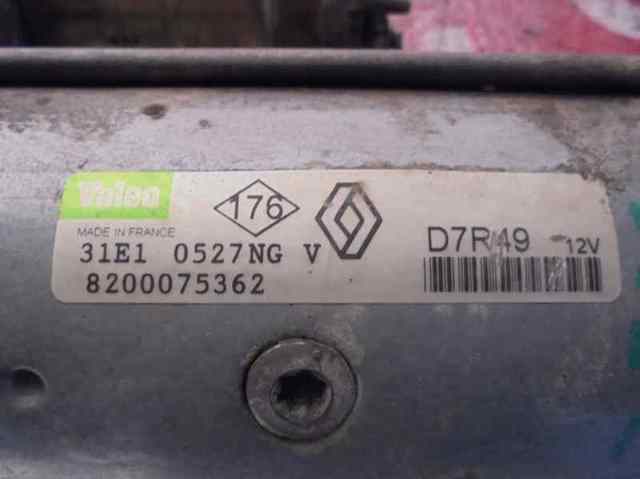 Valeo
MADE IN FRANCE
176
31E1 0527NG V
8200075362
D7R49 12V